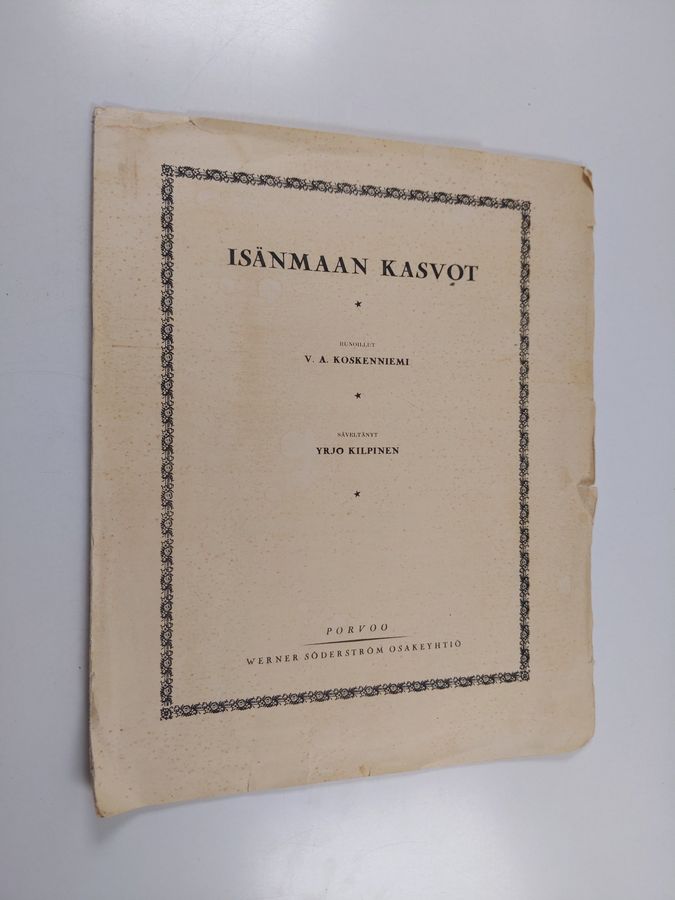 ISÄNMAAN KASVOT
RUNOILLUT
V. A. KOSKENNIEMI
SÄVELTÄNYT
YRJÖ KILPINEN
PORVOO
WERNER SÖDERSTRÖM OSAKEYHTIÖ